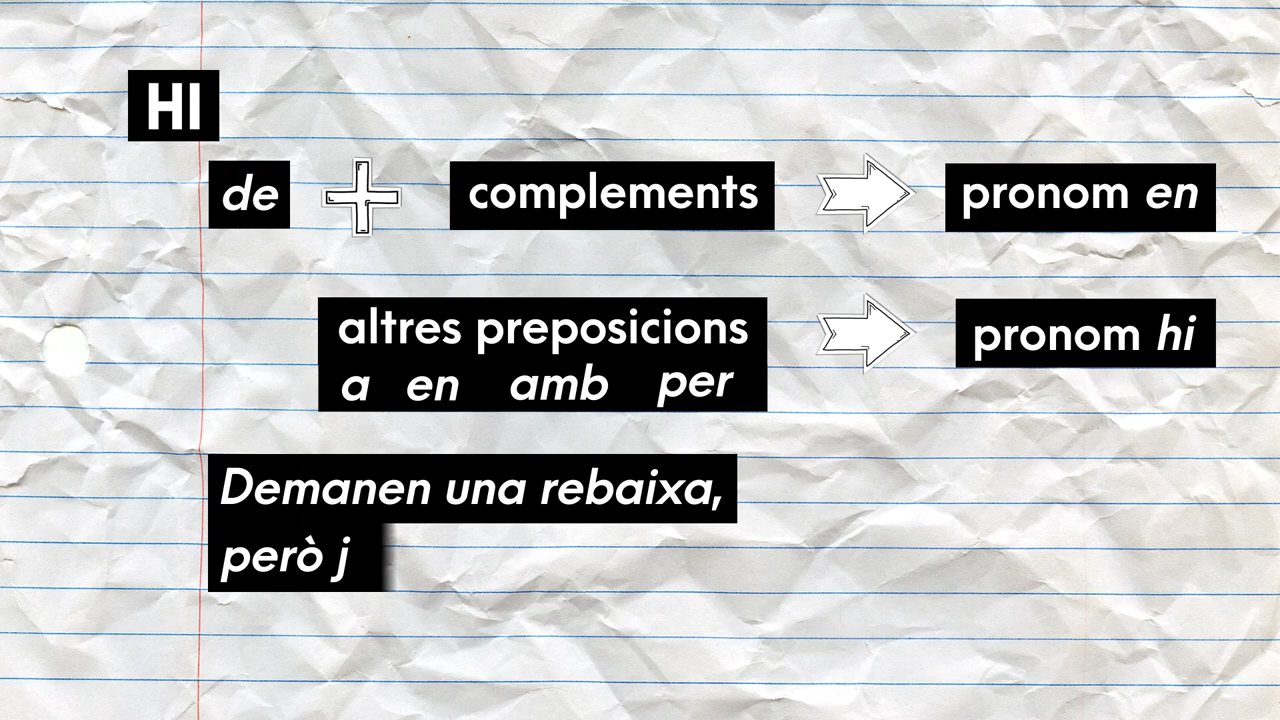 HI
de complements pronom en
altres preposicions pronom hi
a en amb per
Demanen una rebaixa,
però j